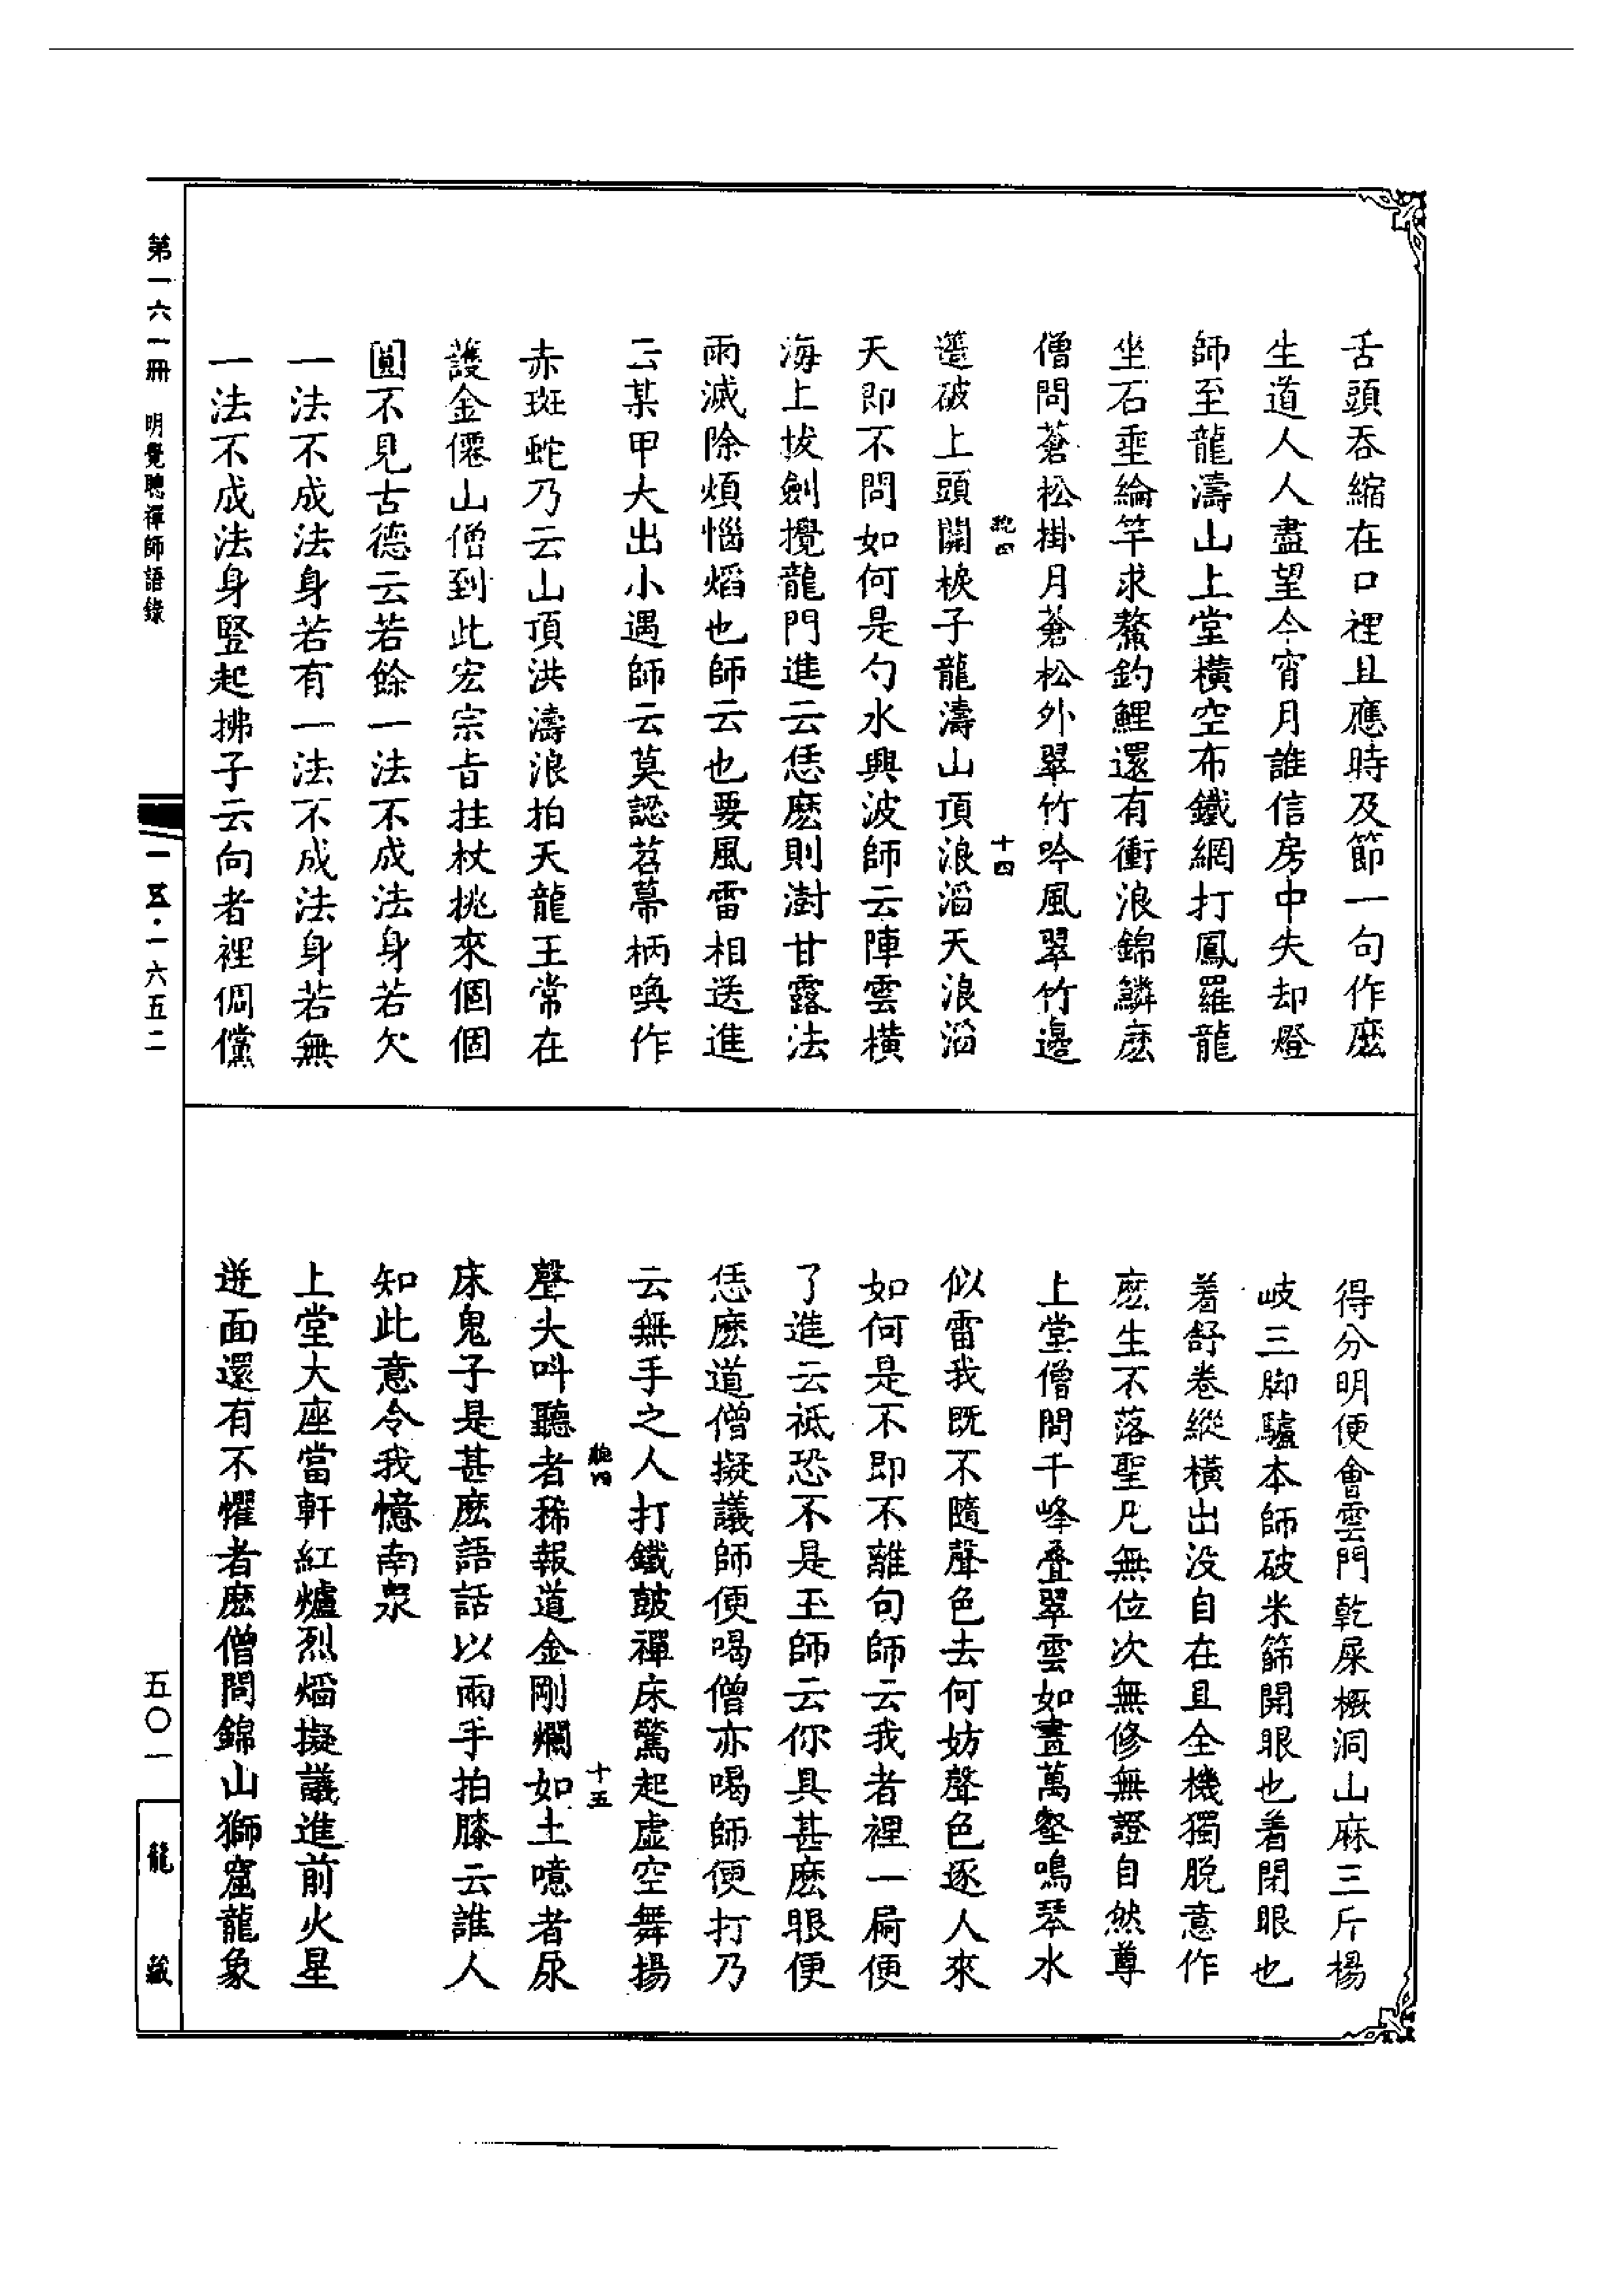 舌頭吞縮在口裡且應時及節一句作麽
生道人人盡望今宵月誰信房中失却燈
師至龍濤山上堂橫空布鐵網打鳳羅龍
坐石垂綸竿求鰲釣鯉還有衝浪錦鱗麽
僧問蒼松掛月蒼松外翠竹吟風翠竹邊
十四
邊破上頭開棙子龍濤山頂浪滔天浪滔
天即不問如何是勺水興波師云陣雲橫
海上拔劍攪龍門進云恁麽則澍甘露法
雨滅除煩惱焰也師云也要風雷相送進
云某甲大出小遇師云莫認苕菷柄喚作
赤斑蛇乃云山頂洪濤浪拍天龍王常在
護金僊山僧到此宏宗旨拄杖挑來個個
圓不見古德云若餘一法不成法身若欠
一法不成法身若有一法不成法身若無
一法不成法身豎起拂子云向者裡倜儻
得分明便會雲門乾屎橛洞山麻三斤楊
岐三脚驢本師破米篩開眼也着閉眼也
着舒卷縱橫出没自在且全機獨脱意作
麽生不落聖凡無位次無修無證自然尊
上堂僧問千峰叠翠雲如畫萬壑鳴琴水
似雷我既不隨聲色去何妨聲色逐人來
如何是不即不離句師云我者裡一扄便
了進云祇恐不是玉師云你具甚麽眼便
恁麽道僧擬議師便喝僧亦喝師便打乃
云無手之人打鐵鼓禪床驚起虛空舞揚
十五
聲大叫聽者稀報道金剛爛如土噫者尿
床鬼子是甚麽語話以兩手拍膝云誰人
知此意令我憶南泉
上堂大座當軒紅爐烈焰擬議進前火星
迸面還有不懼者麽僧問錦山獅窟龍象
第一六一冊 明覺聰禪師語錄
一五·一六五二
五〇一
龍藏